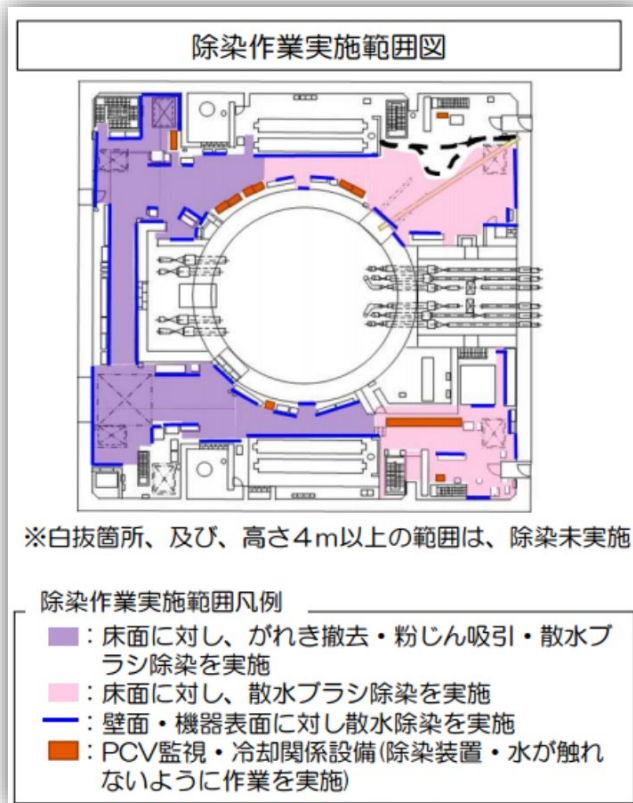 除染作業実施範囲図
※白抜箇所、及び、高さ4m以上の範囲は、除染未実施
除染作業実施範囲凡例
：床面に対し、がれき撤去・粉じん吸引・散水ブ
ラシ除染を実施
：床面に対し、散水ブラシ除染を実施
：壁面・機器表面に対し散水除染を実施
：PCV監視・冷却関係設備(除染装置・水が触れ
ないように作業を実施)